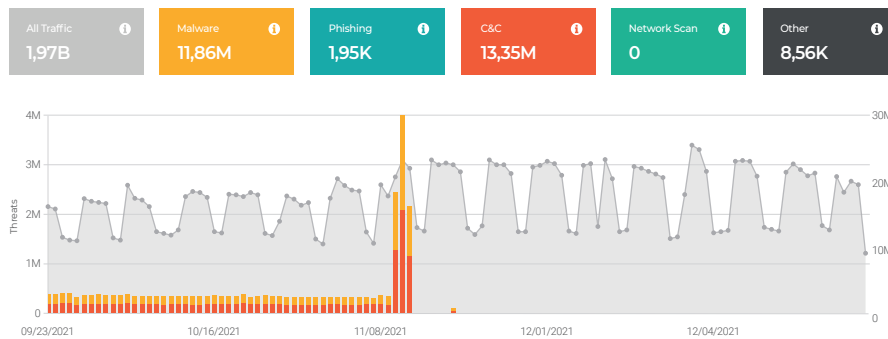 All Traffic
1,97B
Malware
11,86M
Phishing
1,95K
C&C
13,35M
Network Scan
0
Other
8,56K
4M
3M
2M
1M
0
Threats
30M
20M
10M
0
09/23/2021
10/16/2021
11/08/2021
12/01/2021
12/04/2021